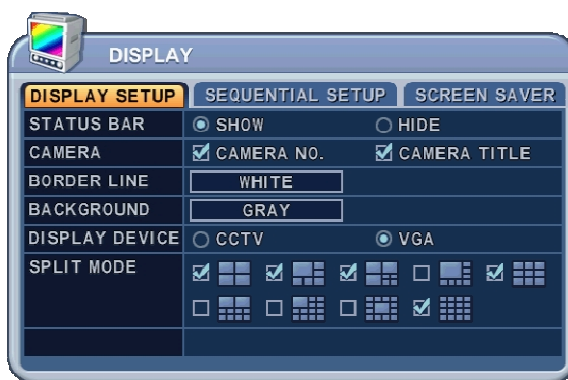 DISPLAY
DISPLAY SETUP SEQUENTIAL SETUP SCREEN SAVER
STATUS BAR SHOW HIDE
CAMERA CAMERA NO. CAMERA TITLE
BORDER LINE WHITE
BACKGROUND GRAY
DISPLAY DEVICE CCTV VGA
SPLIT MODE